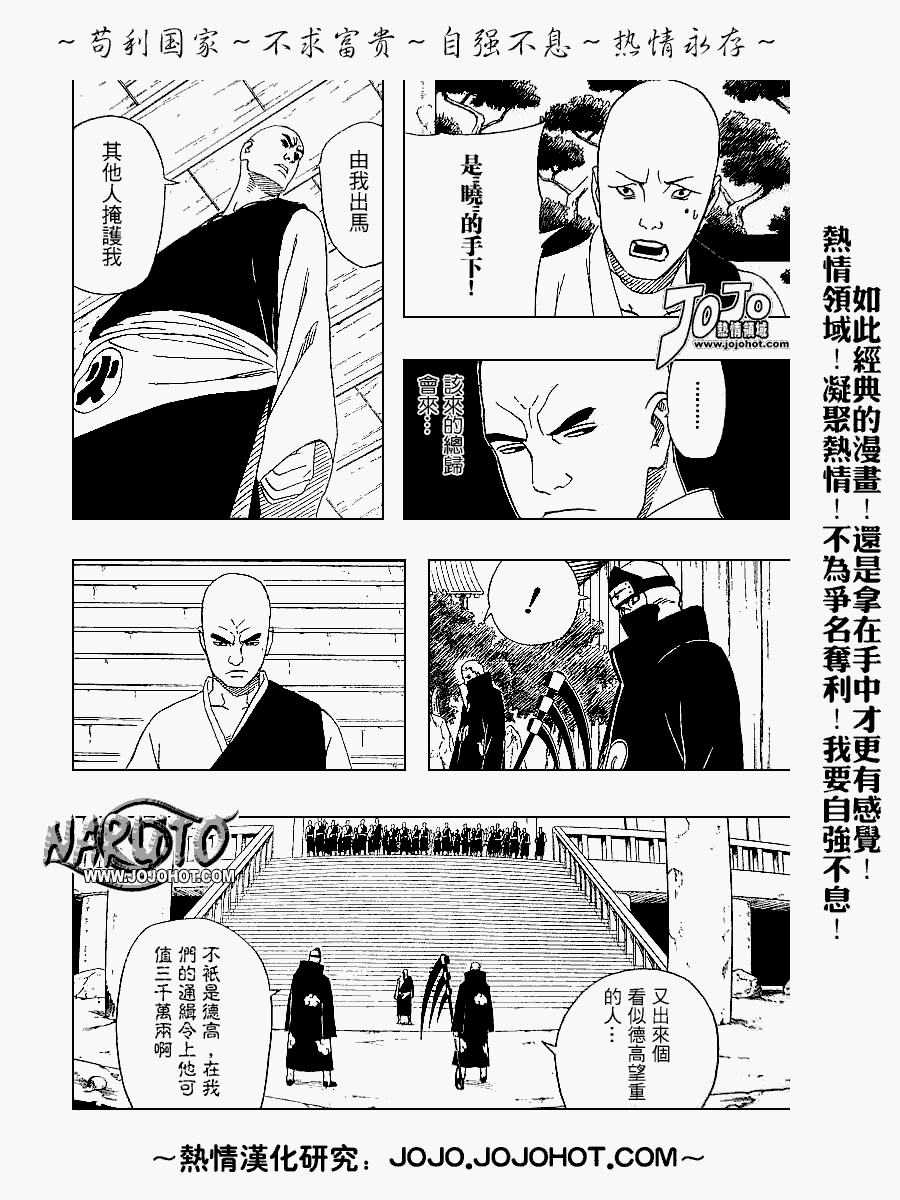 ～苟利国家～不求富贵～自强不息～热情永存～
是"曉"的手下！
由我出馬
其他人掩護我
JOJO
熱情領域
www.jojohot.com
………
該來的總歸
會來…
！
NARUTO
WWW.JOJOHOT.COM
又出來個
看似德高望重
的人…
不衹是德高，在我
們的通緝令上他可
值三千萬兩啊
如此經典的漫畫！還是拿在手中才更有感覺！
熱情領域！凝聚熱情！不為爭名奪利！我要自強不息！
～熱情漢化研究：JOJO.JOJOHOT.COM～